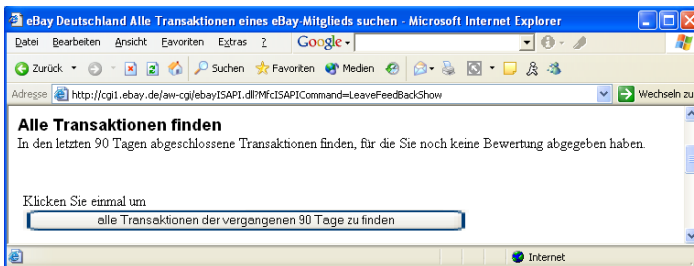 eBay Deutschland Alle Transaktionen eines eBay-Mitglieds suchen - Microsoft Internet Explorer
Datei Bearbeiten Ansicht Favoriten Extras ? Google
Zurück Suchen Favoriten Medien
Adresse http://cgi1.ebay.de/aw-cgi/ebayISAPI.dll?MfcISAPICommand=LeaveFeedBackShow Wechseln zu
Alle Transaktionen finden
In den letzten 90 Tagen abgeschlossene Transaktionen finden, für die Sie noch keine Bewertung abgegeben haben.
Klicken Sie einmal um
alle Transaktionen der vergangenen 90 Tage zu finden
Internet